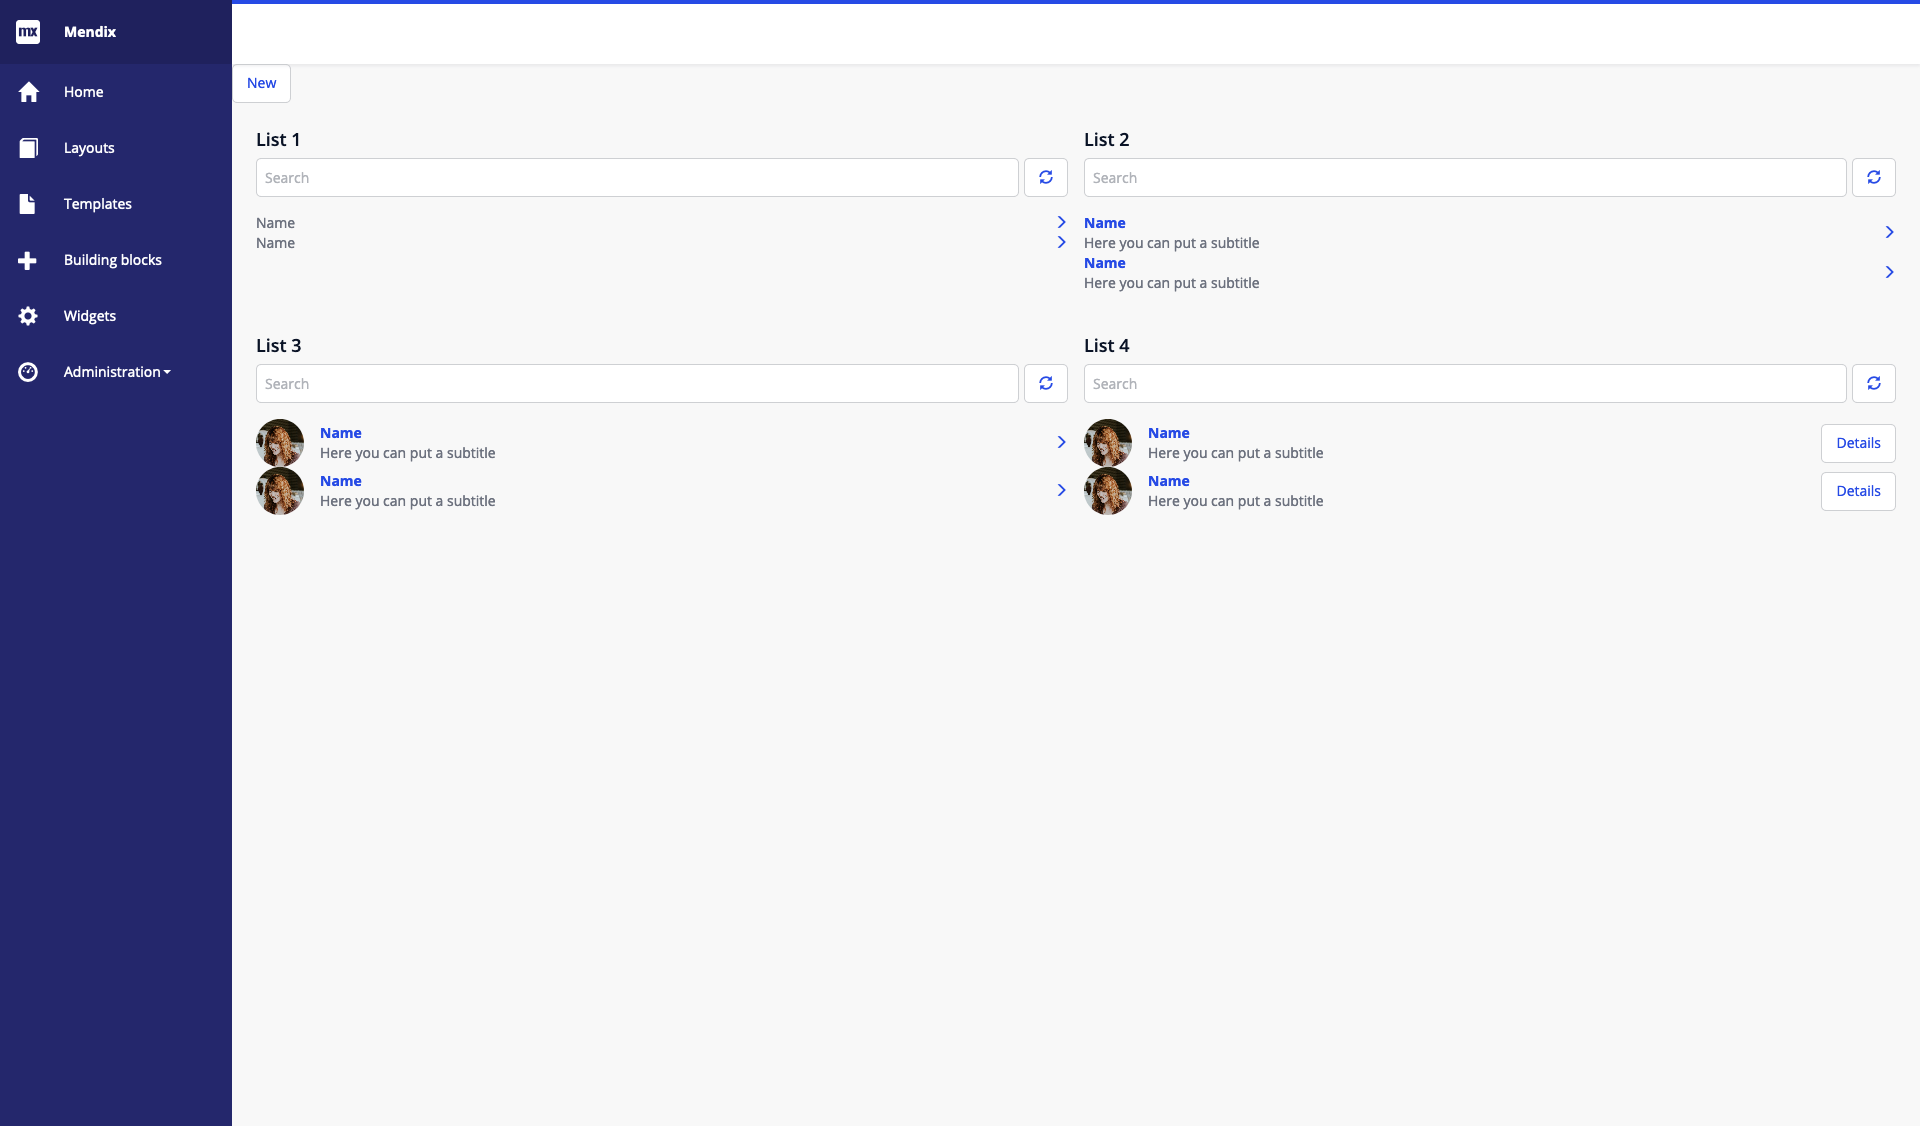 mx
Mendix
Home
Layouts
Templates
Building blocks
Widgets
Administration
New
List 1
Search
Name
Name
List 2
Search
Name
Here you can put a subtitle
Name
Here you can put a subtitle
List 3
Search
Name
Here you can put a subtitle
Name
Here you can put a subtitle
List 4
Search
Name
Here you can put a subtitle
Details
Name
Here you can put a subtitle
Details